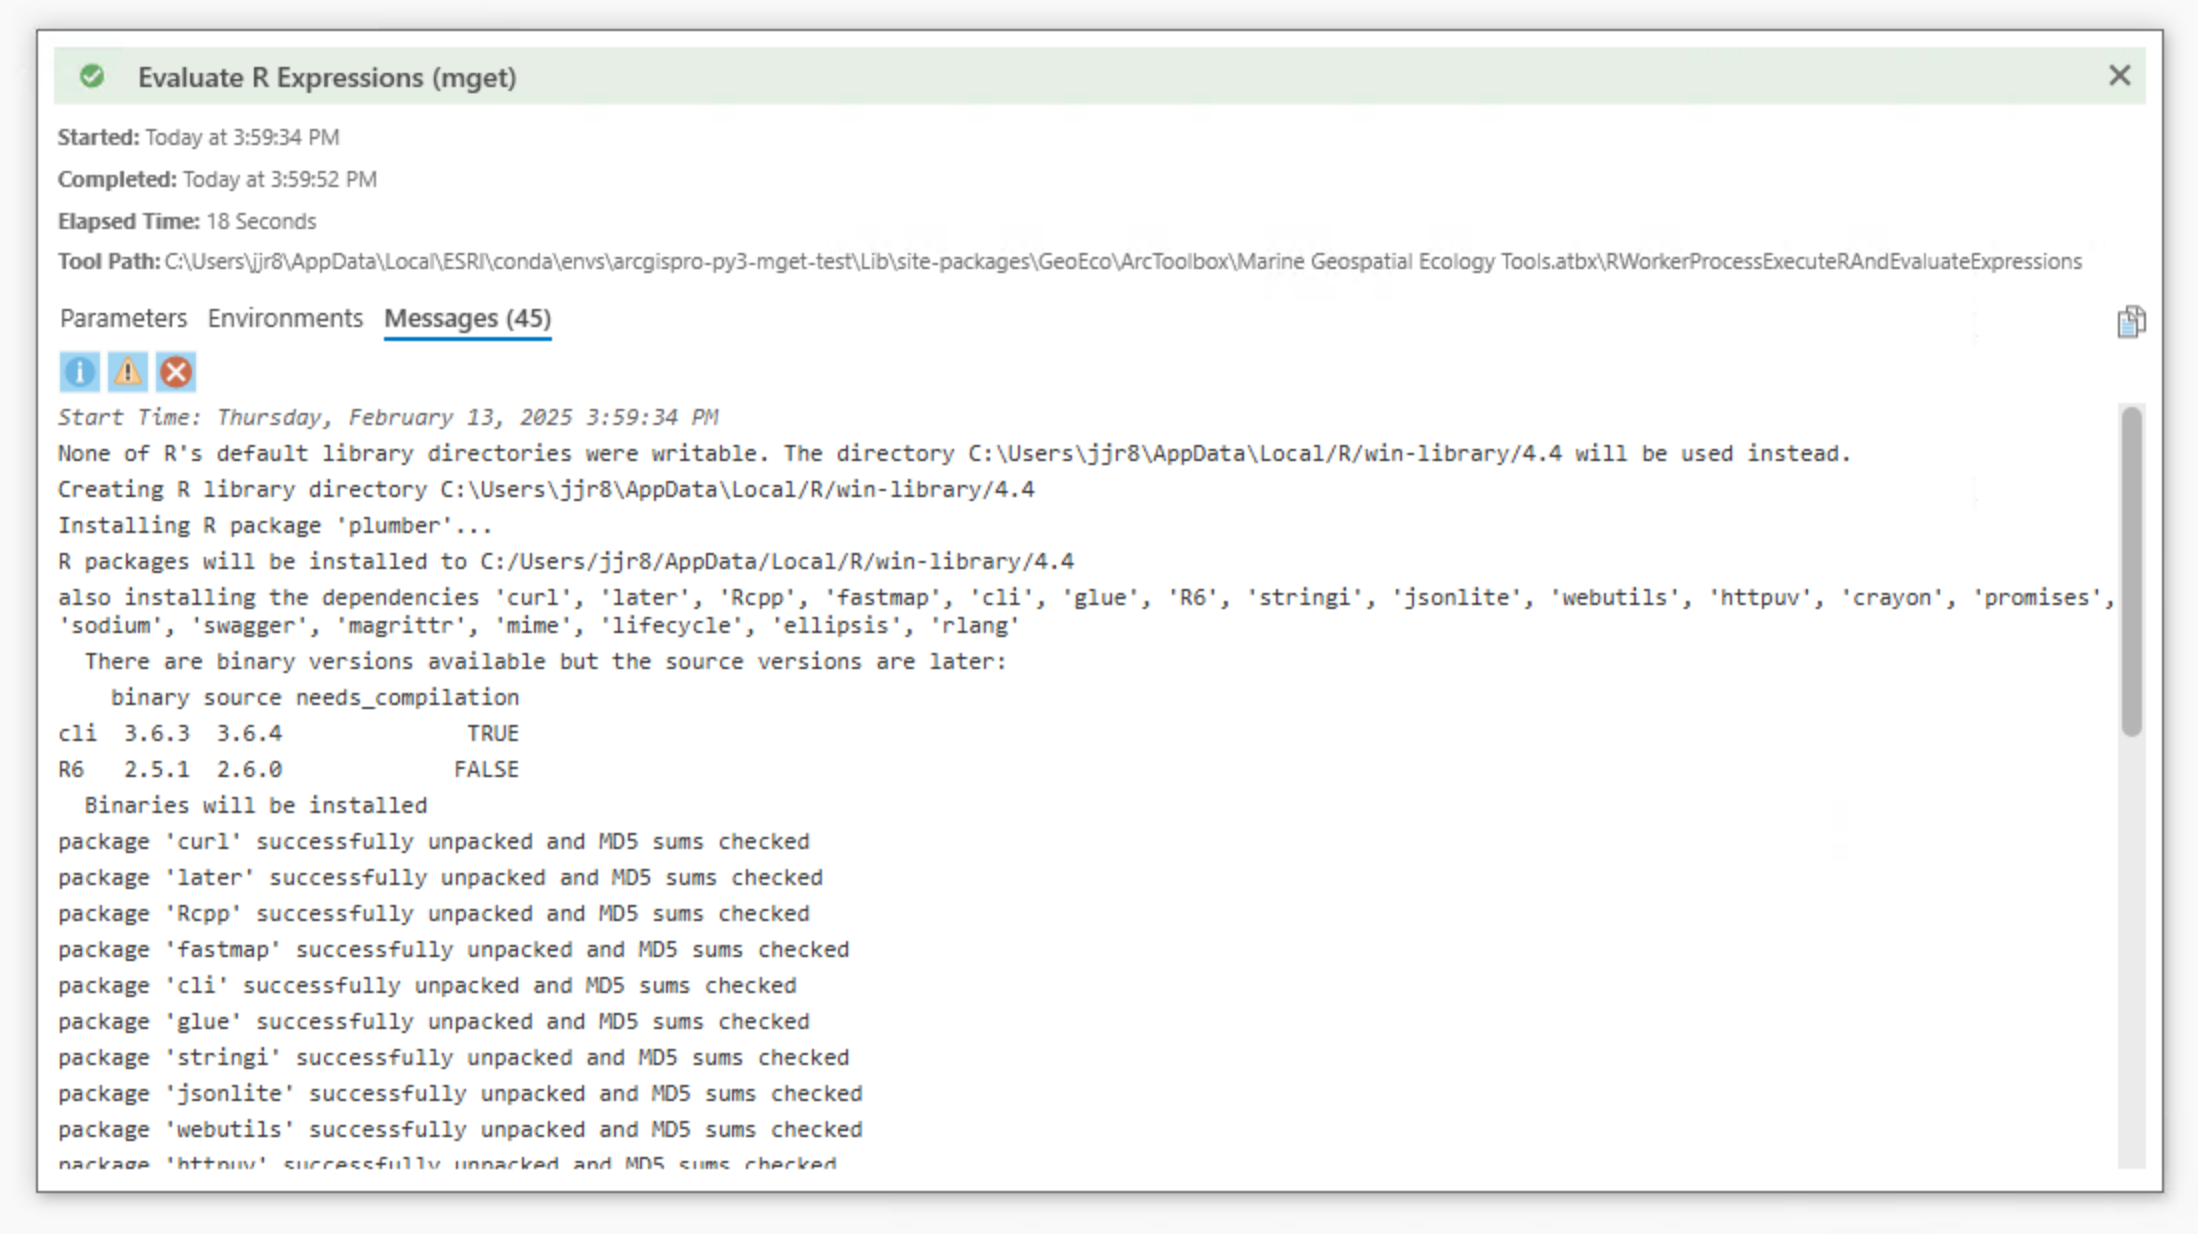 Evaluate R Expressions (mget)
Started: Today at 3:59:34 PM
Completed: Today at 3:59:52 PM
Elapsed Time: 18 Seconds
Tool Path: C:\Users\jjr8\AppData\Local\ESRI\conda\envs\arcgispro-py3-mget-test\Lib\site-packages\GeoEco\ArcToolbox\Marine Geospatial Ecology Tools.atbx\RWorkerProcessExecuteRAndEvaluateExpressions
Parameters Environments Messages (45)
Start Time: Thursday, February 13, 2025 3:59:34 PM
None of R's default library directories were writable. The directory C:\Users\jjr8\AppData\Local/R/win-library/4.4 will be used instead.
Creating R library directory C:\Users\jjr8\AppData\Local/R/win-library/4.4
Installing R package 'plumber'...
R packages will be installed to C:/Users/jjr8/AppData/Local/R/win-library/4.4
also installing the dependencies 'curl', 'later', 'Rcpp', 'fastmap', 'cli', 'glue', 'R6', 'stringi', 'jsonlite', 'webutils', 'httpuv', 'crayon', 'promises',
'sodium', 'swagger', 'magrittr', 'mime', 'lifecycle', 'ellipsis', 'rlang'
There are binary versions available but the source versions are later:
binary source needs_compilation
cli 3.6.3 3.6.4 TRUE
R6 2.5.1 2.6.0 FALSE
Binaries will be installed
package 'curl' successfully unpacked and MD5 sums checked
package 'later' successfully unpacked and MD5 sums checked
package 'Rcpp' successfully unpacked and MD5 sums checked
package 'fastmap' successfully unpacked and MD5 sums checked
package 'cli' successfully unpacked and MD5 sums checked
package 'glue' successfully unpacked and MD5 sums checked
package 'stringi' successfully unpacked and MD5 sums checked
package 'jsonlite' successfully unpacked and MD5 sums checked
package 'webutils' successfully unpacked and MD5 sums checked
package 'httpuv' successfully unpacked and MD5 sums checked